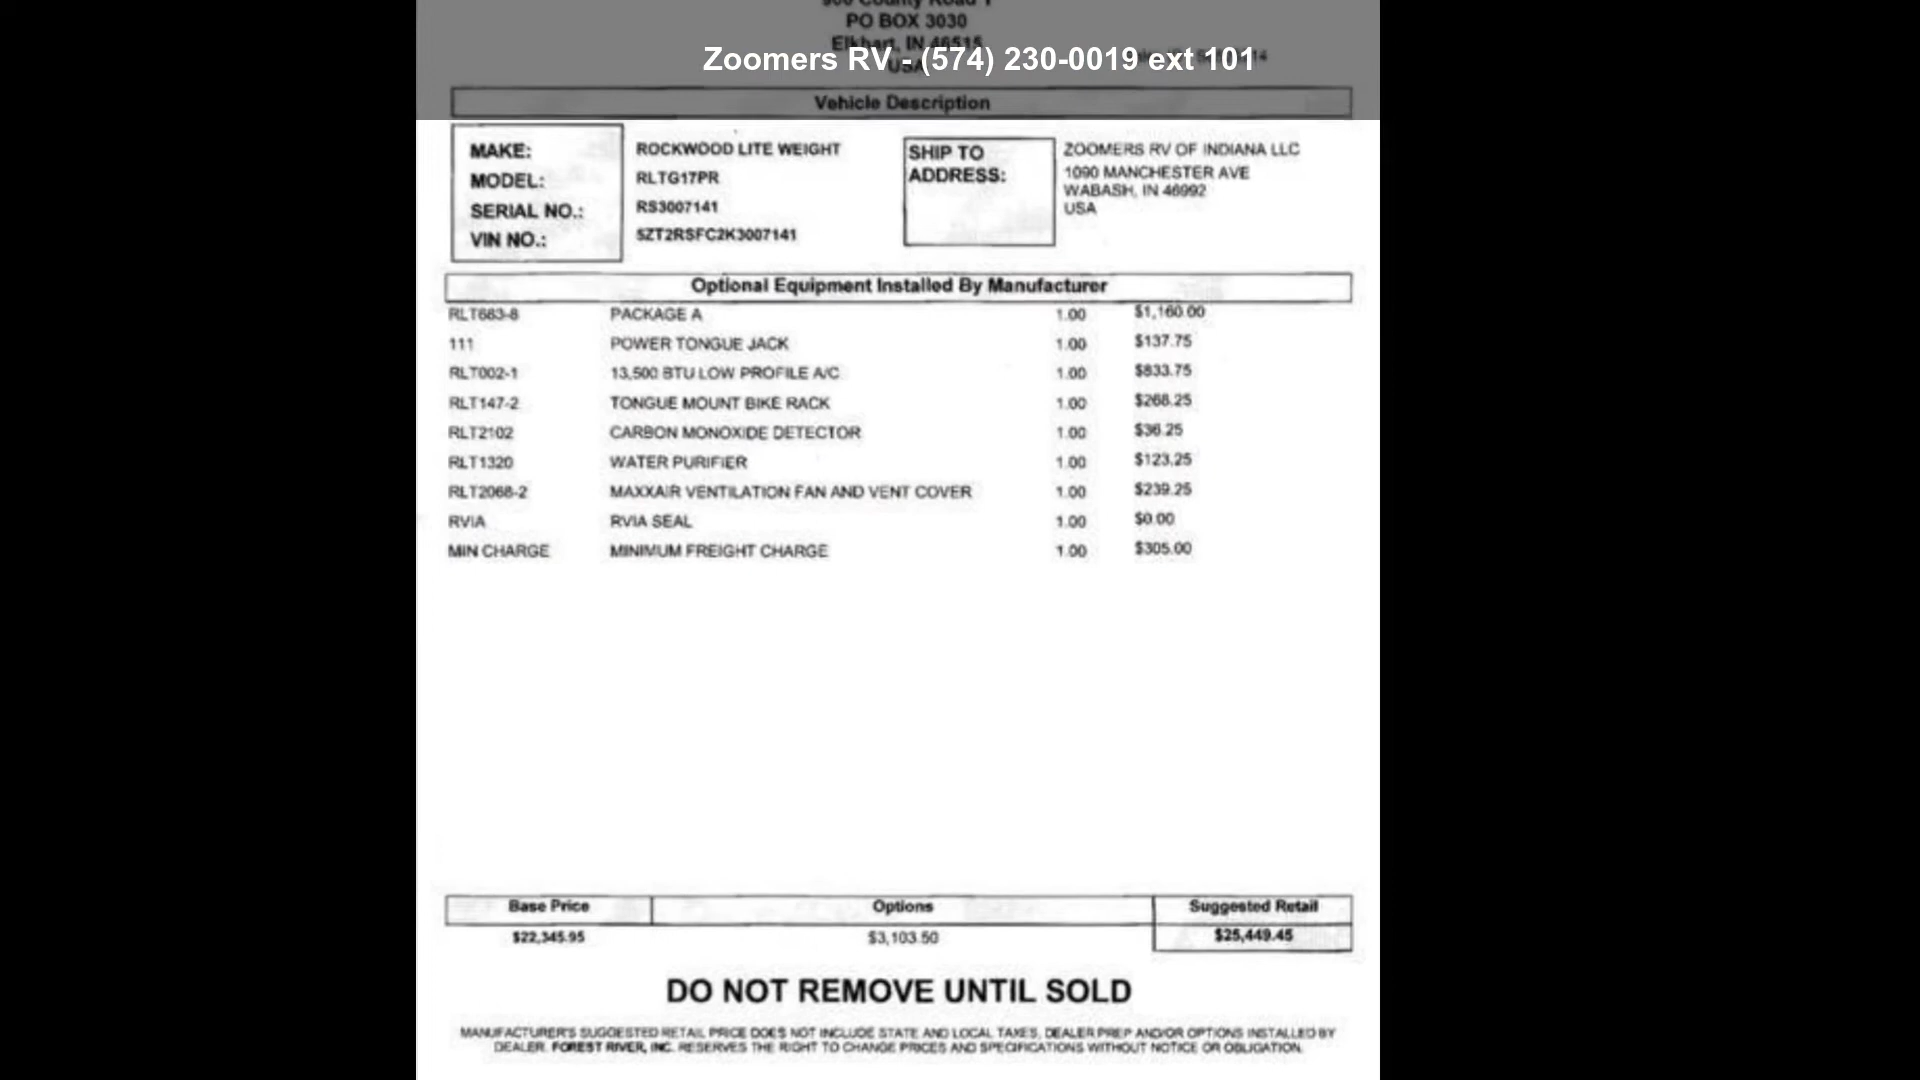 PO BOX 3030
Elkhart, IN 46515
USA
Zoomers RV - (574) 230-0019 ext 101
Vehicle Description
MAKE: ROCKWOOD LITE WEIGHT
MODEL: RLTG17PR
SERIAL NO.: RS3007141
VIN NO.: 5ZT2RSFC2K3007141
SHIP TO ADDRESS:
ZOOMERS RV OF INDIANA LLC
1090 MANCHESTER AVE
WABASH, IN 46992
USA
Optional Equipment Installed By Manufacturer
RLT683-8 PACKAGE A 1.00 $1,160.00
111 POWER TONGUE JACK 1.00 $137.75
RLT002-1 13,500 BTU LOW PROFILE A/C 1.00 $833.75
RLT147-2 TONGUE MOUNT BIKE RACK 1.00 $268.25
RLT2102 CARBON MONOXIDE DETECTOR 1.00 $36.25
RLT1320 WATER PURIFIER 1.00 $123.25
RLT2068-2 MAXXAIR VENTILATION FAN AND VENT COVER 1.00 $239.25
RVIA RVIA SEAL 1.00 $0.00
MIN CHARGE MINIMUM FREIGHT CHARGE 1.00 $305.00
Base Price Options Suggested Retail
$22,345.95 $3,103.50 $25,449.45
DO NOT REMOVE UNTIL SOLD
MANUFACTURER'S SUGGESTED RETAIL PRICE DOES NOT INCLUDE STATE AND LOCAL TAXES, DEALER PREP AND/OR OPTIONS INSTALLED BY
DEALER. FOREST RIVER, INC. RESERVES THE RIGHT TO CHANGE PRICES AND SPECIFICATIONS WITHOUT NOTICE OR OBLIGATION.